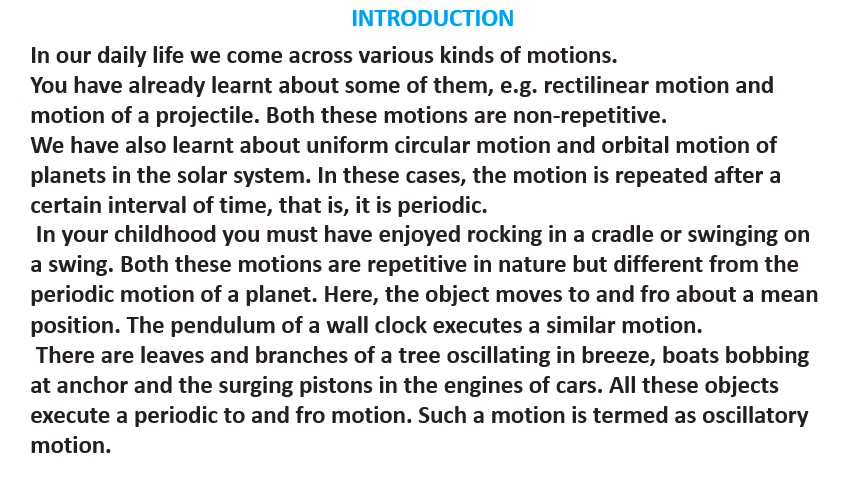 INTRODUCTION
In our daily life we come across various kinds of motions.
You have already learnt about some of them, e.g. rectilinear motion and
motion of a projectile. Both these motions are non-repetitive.
We have also learnt about uniform circular motion and orbital motion of
planets in the solar system. In these cases, the motion is repeated after a
certain interval of time, that is, it is periodic.
In your childhood you must have enjoyed rocking in a cradle or swinging on
a swing. Both these motions are repetitive in nature but different from the
periodic motion of a planet. Here, the object moves to and fro about a mean
position. The pendulum of a wall clock executes a similar motion.
There are leaves and branches of a tree oscillating in breeze, boats bobbing
at anchor and the surging pistons in the engines of cars. All these objects
execute a periodic to and fro motion. Such a motion is termed as oscillatory
motion.